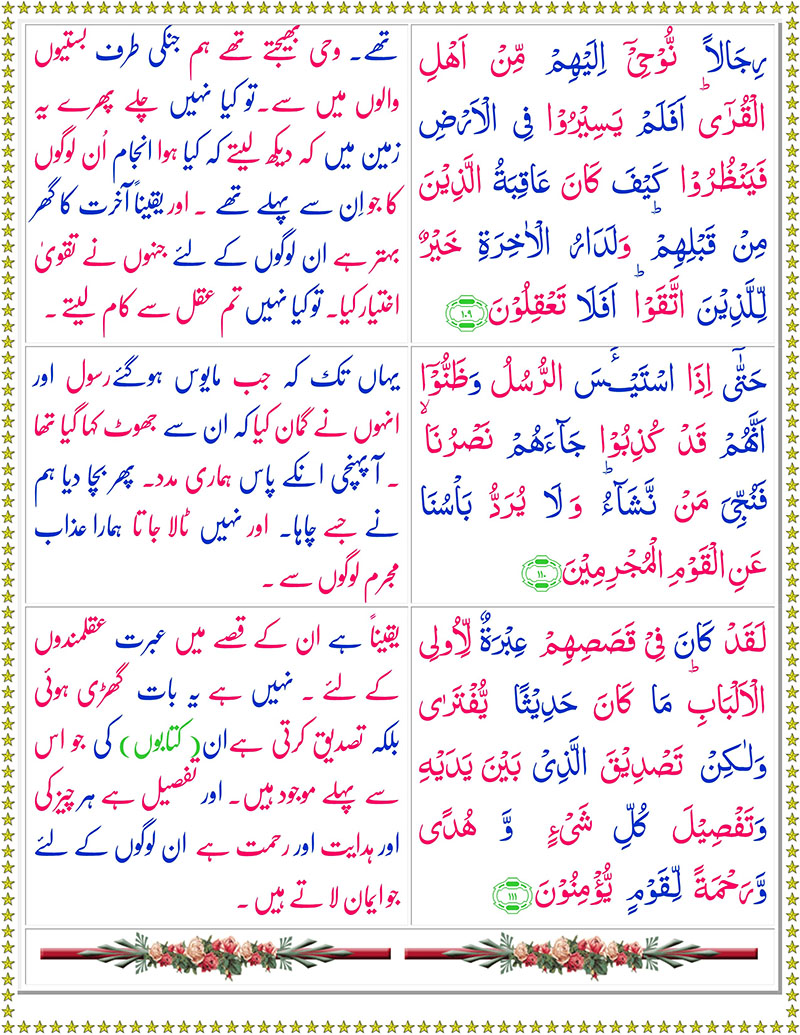 رِجَالاً نُّوْحِيْٓ اِلَيْهِمْ مِّنْ اَهْلِ
الْقُرٰى ؕ اَفَلَمْ يَسِيْرُوْا فِى الْاَرْضِ
فَيَنْظُرُوْا كَيْفَ كَانَ عَاقِبَةُ الَّذِيْنَ
مِنْ قَبْلِهِمْ ؕ وَلَدَارُ الْاٰخِرَةِ خَيْرٌ
لِّلَّذِيْنَ اتَّقَوْا ؕ اَفَلَا تَعْقِلُوْنَ ۱۰۹
تھے۔ وحی بھیجتے تھے ہم جنکی طرف بستیوں
والوں میں سے۔ تو کیا نہیں چلے پھرے یہ
زمین میں کہ دیکھ لیتے کہ کیا ہوا انجام اُن لوگوں
کا جو اِن سے پہلے تھے ۔ اور یقیناً آخرت کا گھر
بہتر ہے ان لوگوں کے لئے جنہوں نے تقویٰ
اختیار کیا۔ تو کیا نہیں تم عقل سے کام لیتے ۔
حَتّٰٓى اِذَا اسْتَيْـَٔسَ الرُّسُلُ وَظَنُّوْٓا
اَنَّهُمْ قَدْ كُذِبُوْا جَآءَهُمْ نَصْرُنَا ۙ
فَنُجِّىَ مَنْ نَّشَآءُ ؕ وَلَا يُرَدُّ بَاْسُنَا
عَنِ الْقَوْمِ الْمُجْرِمِيْنَ ۱۱۰
یہاں تک کہ جب مایوس ہوگئے رسول اور
انہوں نے گمان کیا کہ ان سے جھوٹ کہا گیا تھا
۔ آپہنچی انکے پاس ہماری مدد۔ پھر بچا دیا ہم
نے جسے چاہا۔ اور نہیں ٹالا جاتا ہمارا عذاب
مجرم لوگوں سے ۔
لَقَدْ كَانَ فِىْ قَصَصِهِمْ عِبْرَةٌ لِّاُولِى
الْاَلْبَابِ ؕ مَا كَانَ حَدِيْثًا يُّفْتَرٰى
وَلٰـكِنْ تَصْدِيْقَ الَّذِىْ بَيْنَ يَدَيْهِ
وَتَفْصِيْلَ كُلِّ شَىْءٍ وَّ هُدًى
وَّرَحْمَةً لِّقَوْمٍ يُّؤْمِنُوْنَ ۱۱۱
یقیناً ہے ان کے قصے میں عبرت عقلمندوں
کے لئے ۔ نہیں ہے یہ بات گھڑی ہوئی
بلکہ تصدیق کرتی ہے ان ( کتابوں) کی جو اس
سے پہلے موجود ہیں۔ اور تفصیل ہے ہر چیز کی
اور ہدایت اور رحمت ہے ان لوگوں کے لئے
جو ایمان لاتے ہیں ۔